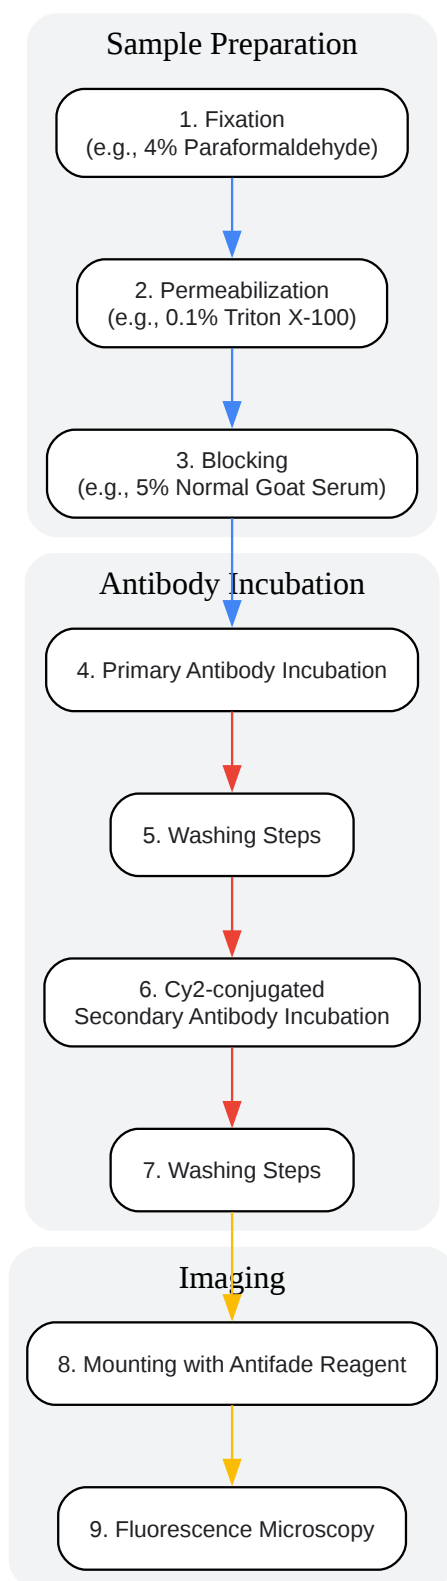 Sample Preparation
1. Fixation
(e.g., 4% Paraformaldehyde)
2. Permeabilization
(e.g., 0.1% Triton X-100)
3. Blocking
(e.g., 5% Normal Goat Serum)
Antibody Incubation
4. Primary Antibody Incubation
5. Washing Steps
6. Cy2-conjugated
Secondary Antibody Incubation
7. Washing Steps
Imaging
8. Mounting with Antifade Reagent
9. Fluorescence Microscopy